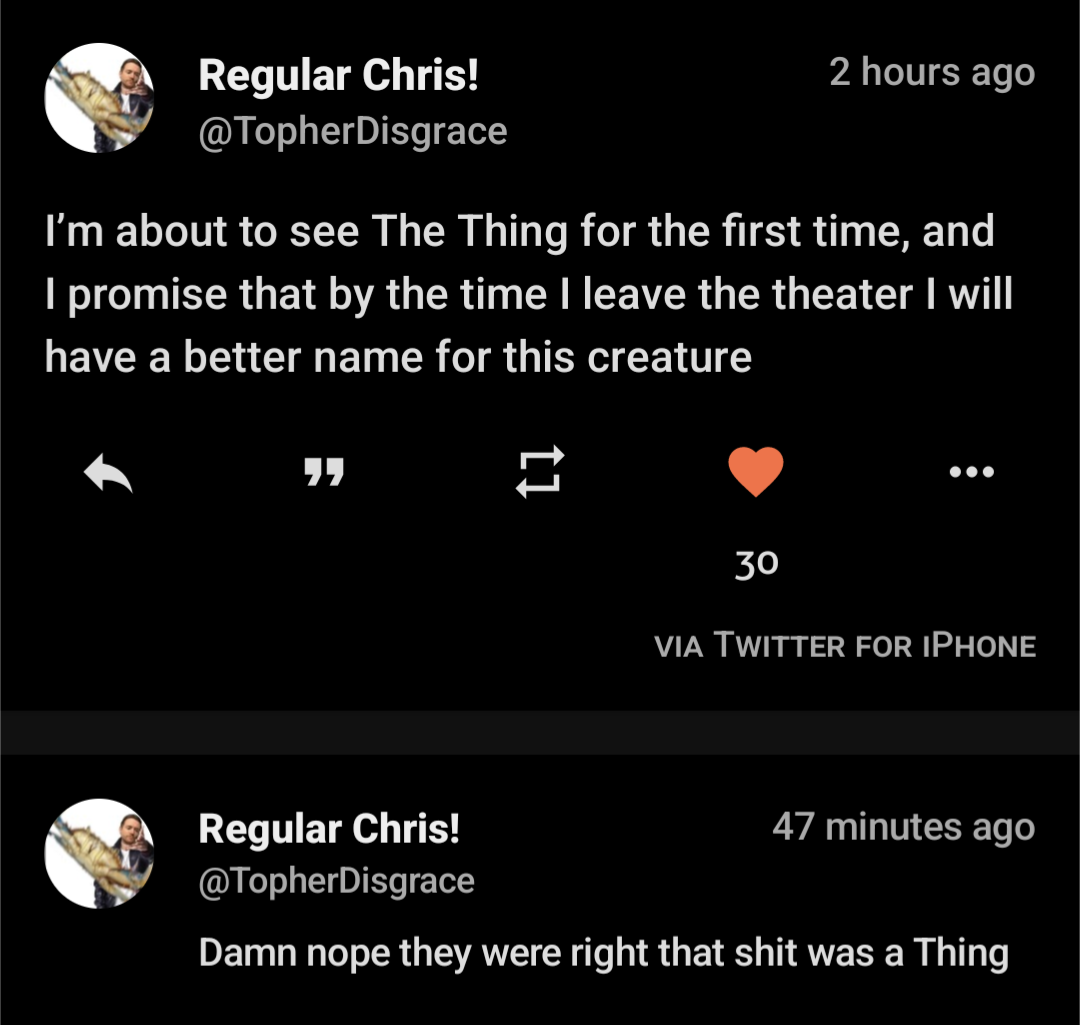 Regular Chris!
2 hours ago
@TopherDisgrace
I’m about to see The Thing for the first time, and
I promise that by the time I leave the theater I will
have a better name for this creature
30
VIA TWITTER FOR IPHONE
Regular Chris!
47 minutes ago
@TopherDisgrace
Damn nope they were right that shit was a Thing